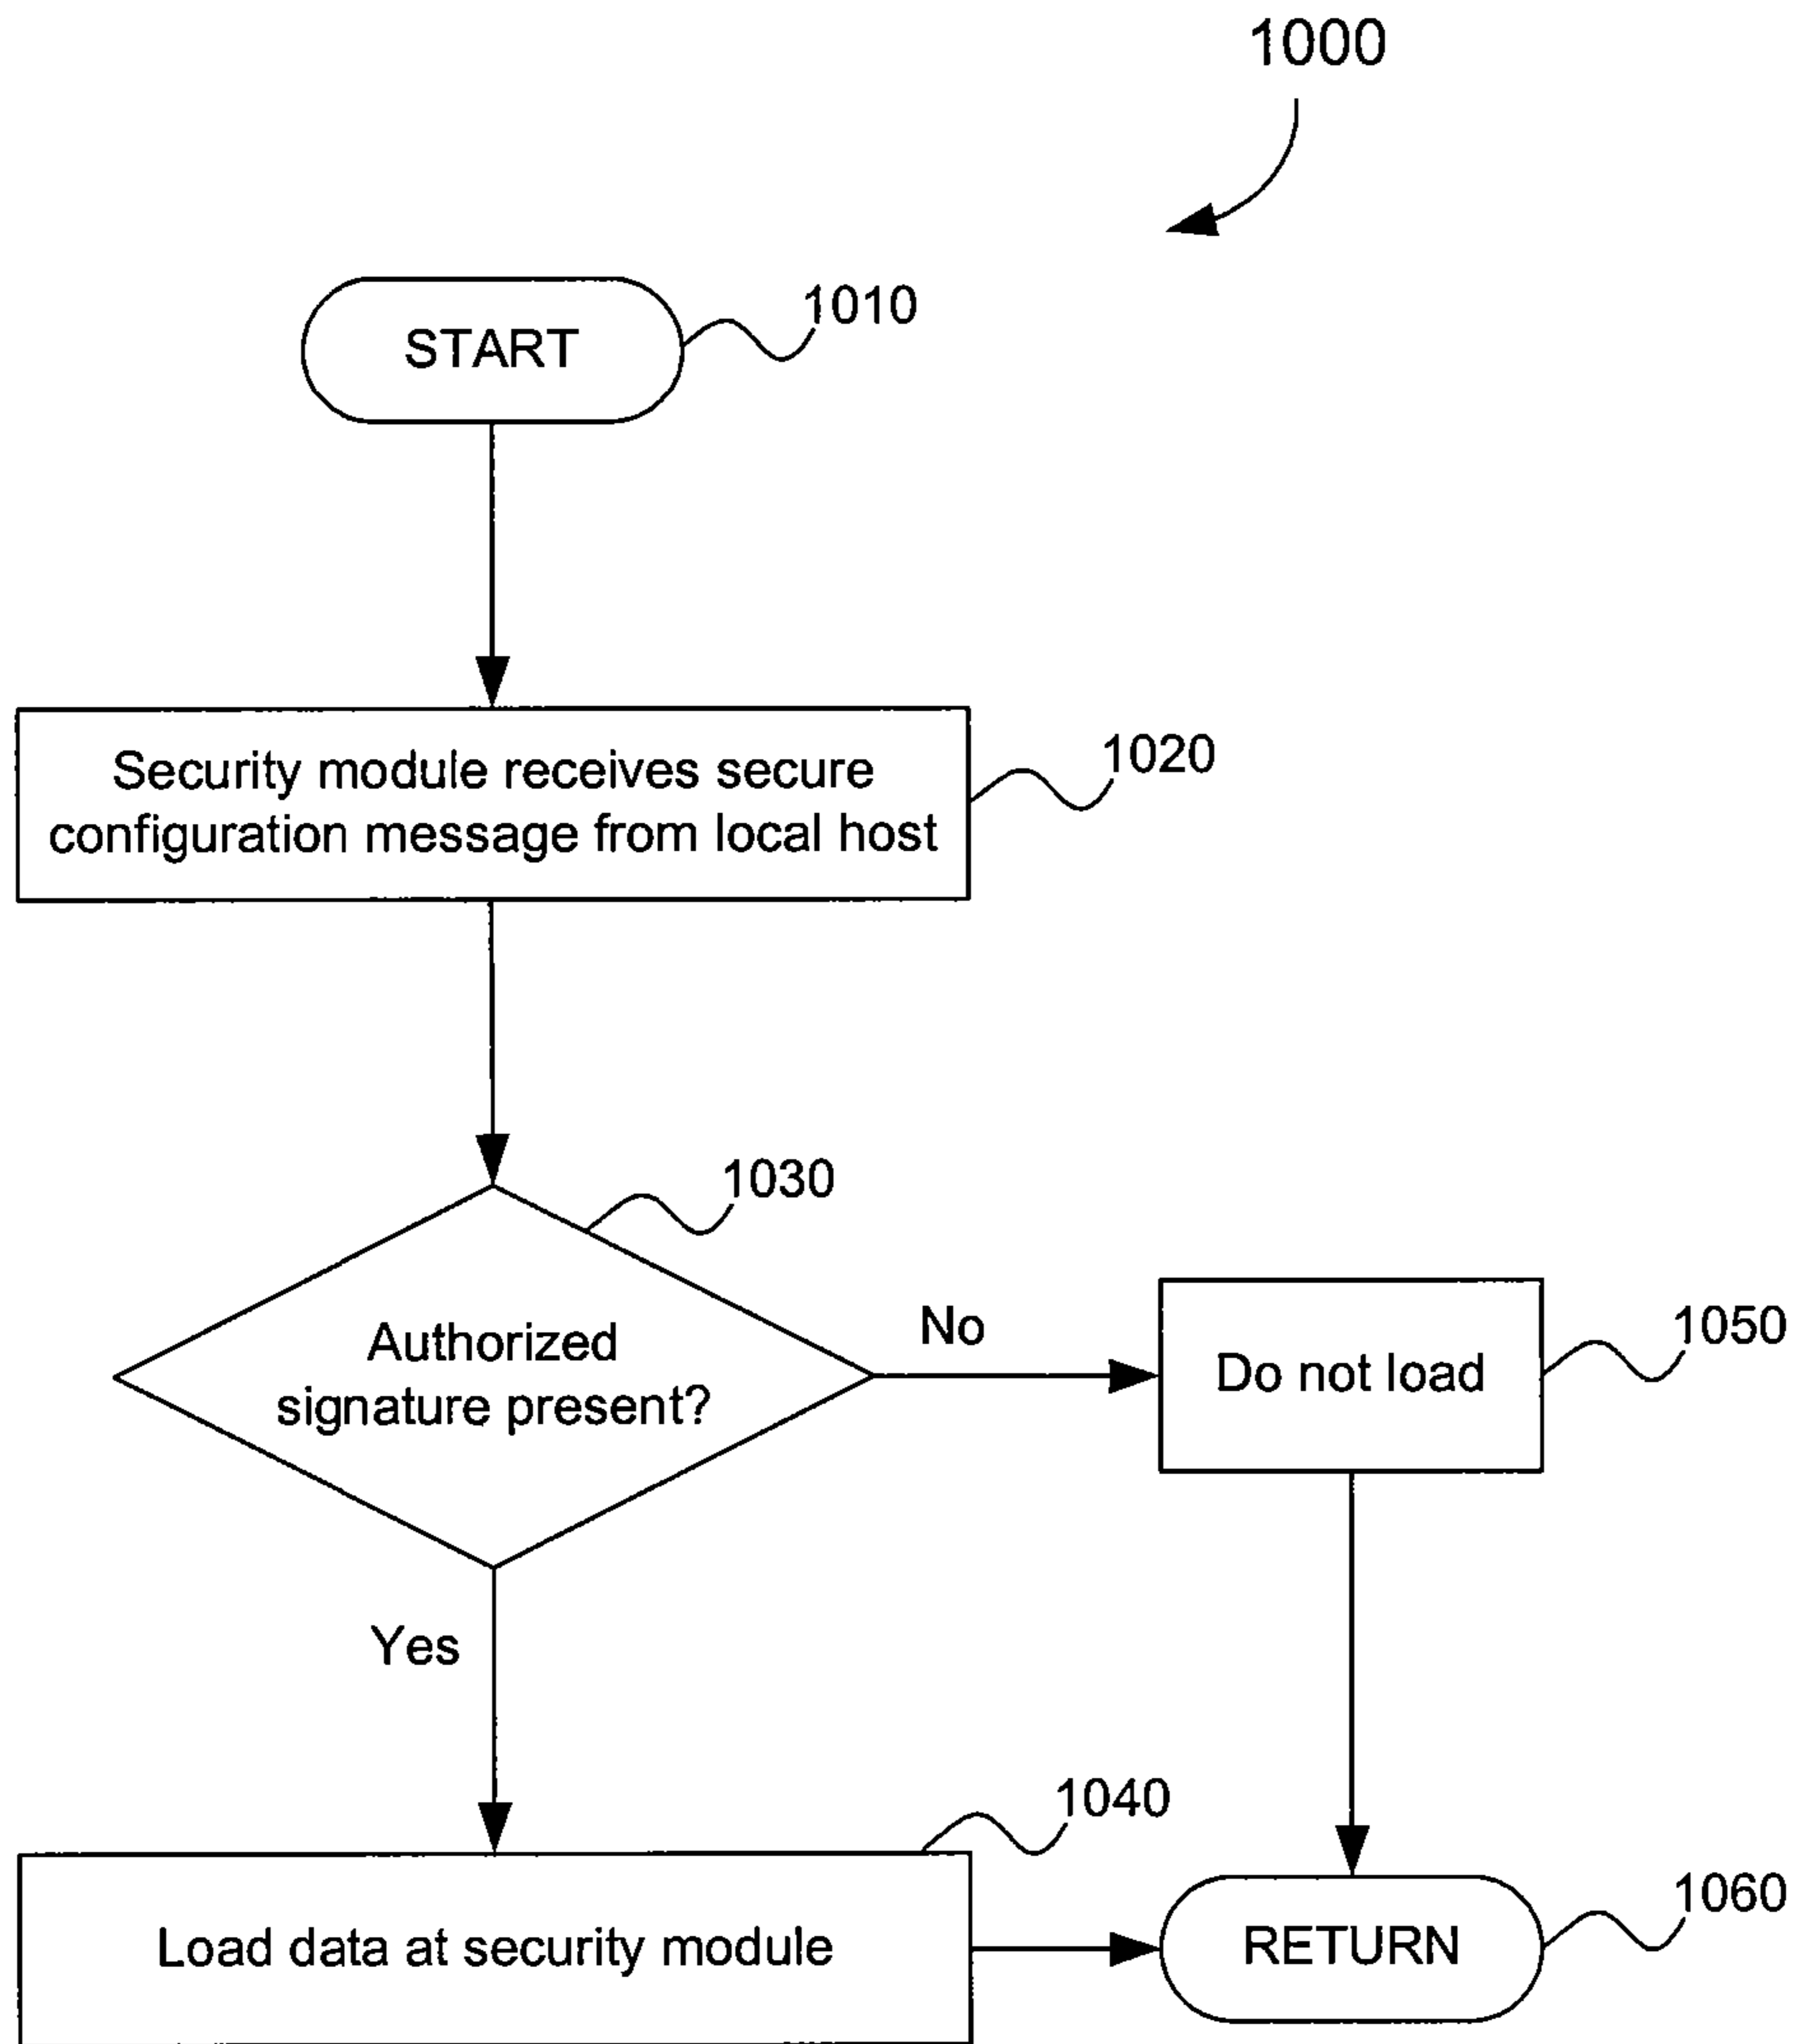 1000
START
1010
Security module receives secure
configuration message from local host
1020
1030
Authorized
signature present?
No
Do not load
1050
Yes
1040
Load data at security module
RETURN
1060